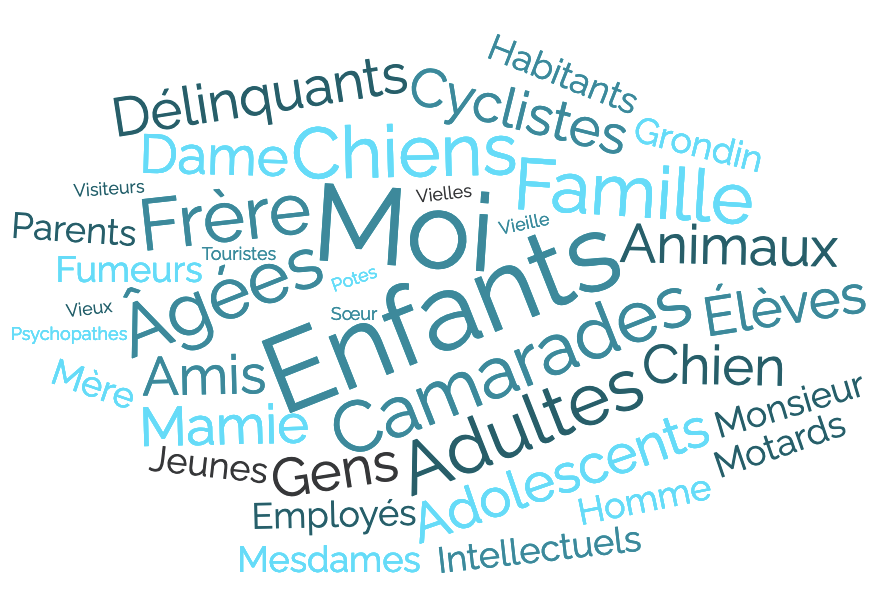 Habitants
Délinquants
Cyclistes
Grondin
Dame
Chiens
Famille
Visiteurs
Vielles
Frère
Moi
Vieille
Parents
Animaux
Touristes
Fumeurs
Âgées
Potes
Enfants
Vieux
Sœur
Élèves
Psychopathes
Camarades
Mère
Amis
Chien
Mamie
Adultes
Monsieur
Jeunes
Gens
Motards
Adolescents
Homme
Employés
Mesdames
Intellectuels